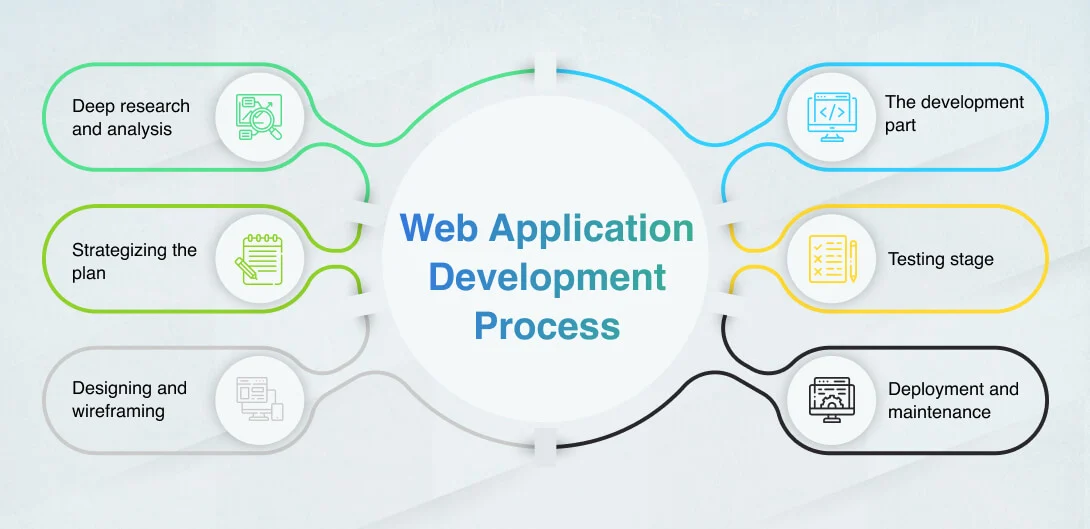 Deep research
and analysis
Strategizing the
plan
Designing and
wireframing
Web Application
Development
Process
The development
part
Testing stage
Deployment and
maintenance